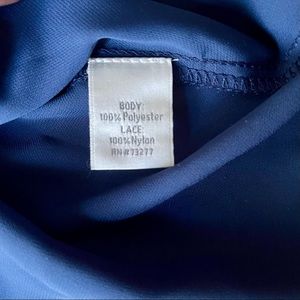 BODY:
100% Polyester
LACE:
100% Nylon
RN# 73277